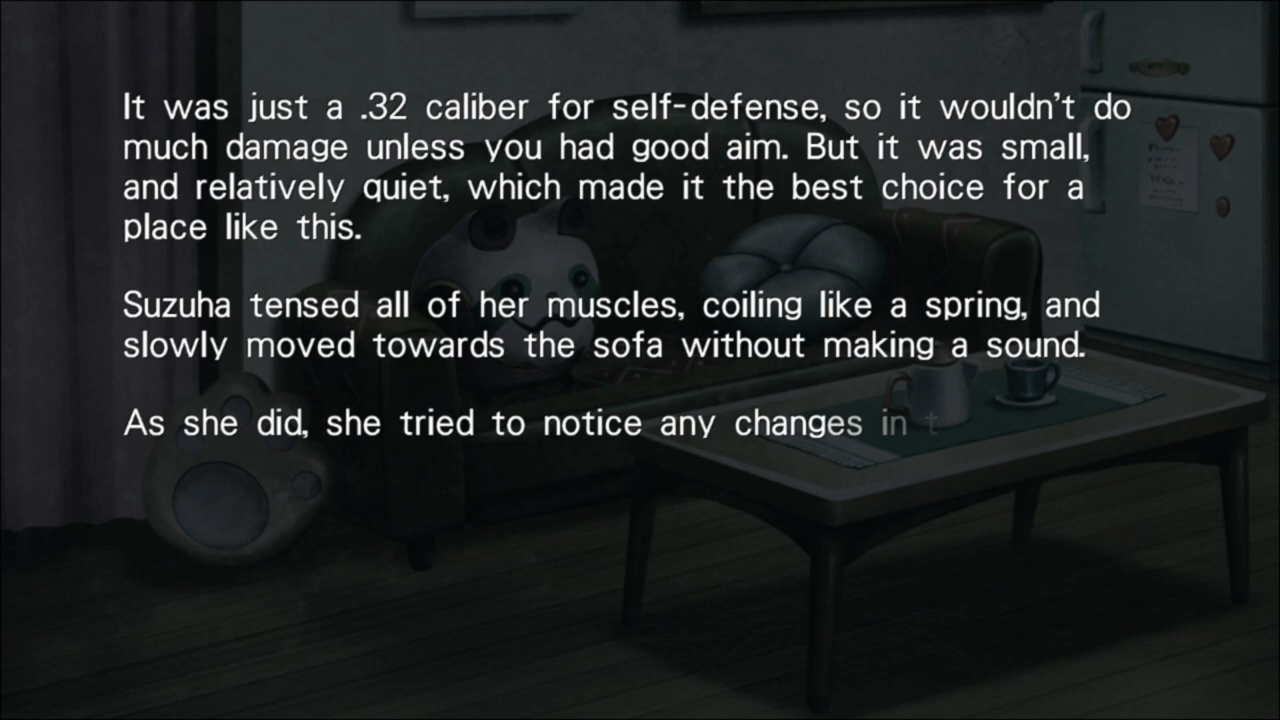 It was just a .32 caliber for self-defense, so it wouldn't do
much damage unless you had good aim. But it was small,
and relatively quiet, which made it the best choice for a
place like this.
Suzuha tensed all of her muscles, coiling like a spring, and
slowly moved towards the sofa without making a sound.
As she did, she tried to notice any changes in t